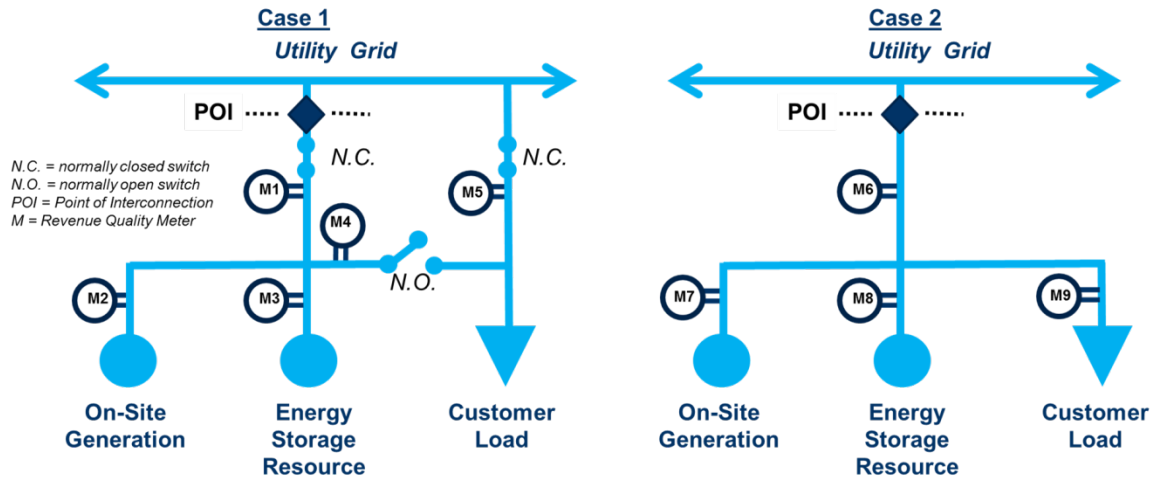 Case 1
Utility Grid
POI
N.C.
N.C.
N.C. = normally closed switch
N.O. = normally open switch
POI = Point of Interconnection
M = Revenue Quality Meter
M1
M5
M4
N.O.
M2
M3
On-Site
Generation
Energy
Storage
Resource
Customer
Load
Case 2
Utility Grid
POI
M6
M7
M8
M9
On-Site
Generation
Energy
Storage
Resource
Customer
Load